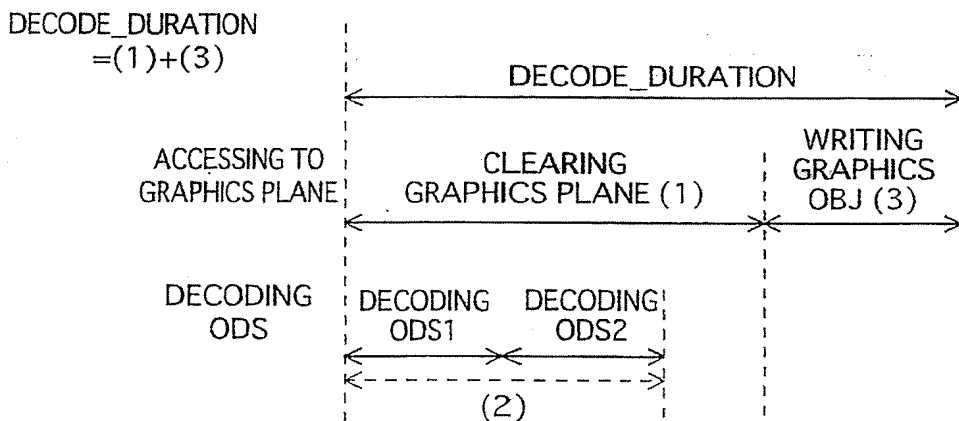 DECODE_DURATION
=(1)+(3)
DECODE_DURATION
ACCESSING TO
GRAPHICS PLANE
CLEARING
GRAPHICS PLANE (1)
WRITING
GRAPHICS
OBJ (3)
DECODING
ODS
DECODING
ODS1
DECODING
ODS2
(2)